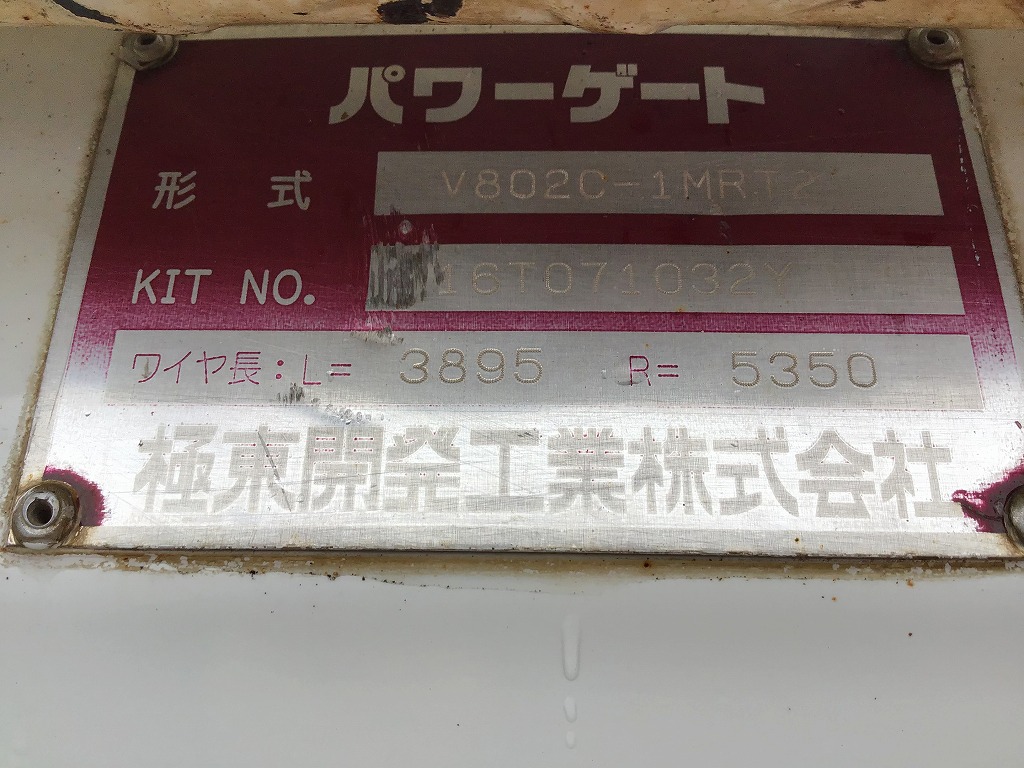 パワーゲート
形式 V802C-1MRT2
KIT NO. 16T071032Y
ワイヤ長：L= 3895 R= 5350
極東開発工業株式会社